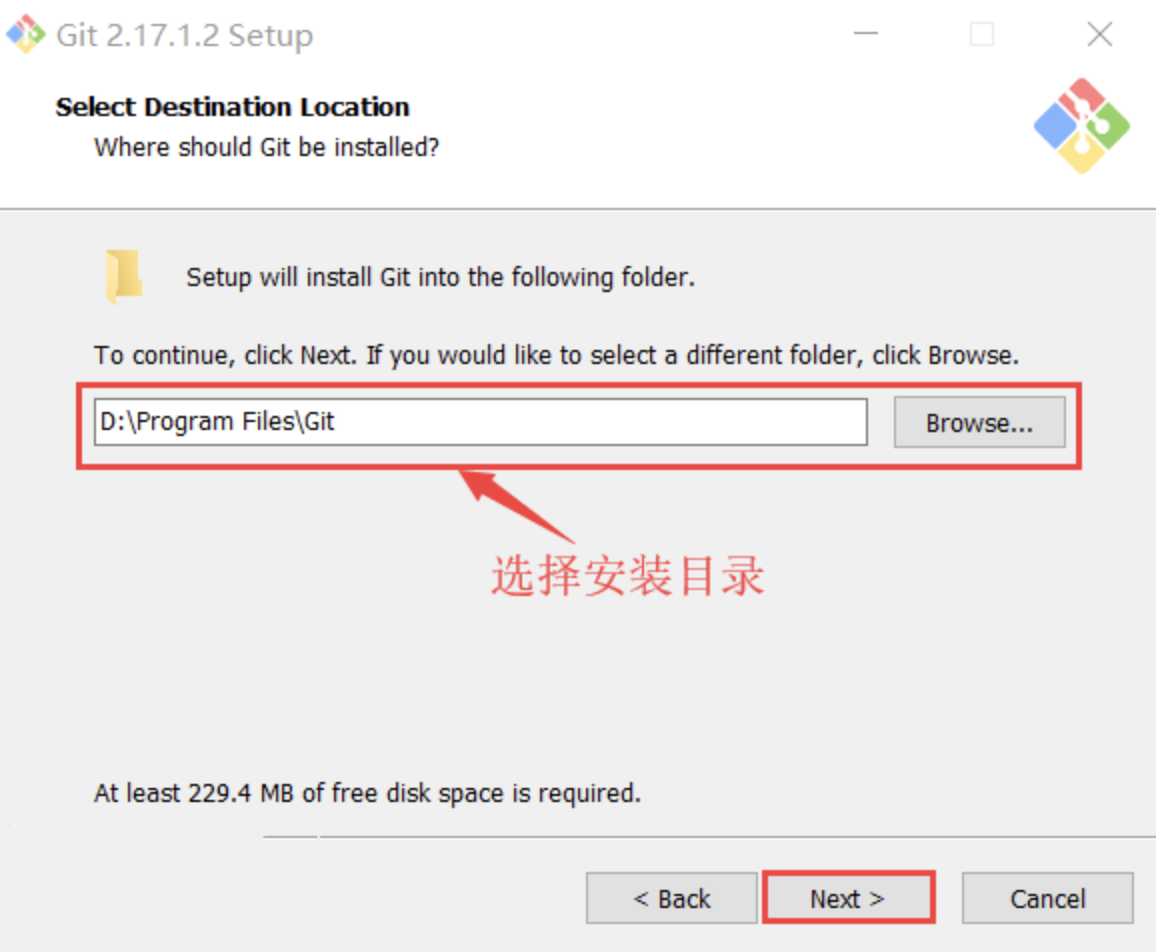 Git 2.17.1.2 Setup
Select Destination Location
Where should Git be installed?
Setup will install Git into the following folder.
To continue, click Next. If you would like to select a different folder, click Browse.
D:\Program Files\Git
Browse...
选择安装目录
At least 229.4 MB of free disk space is required.
< Back
Next >
Cancel